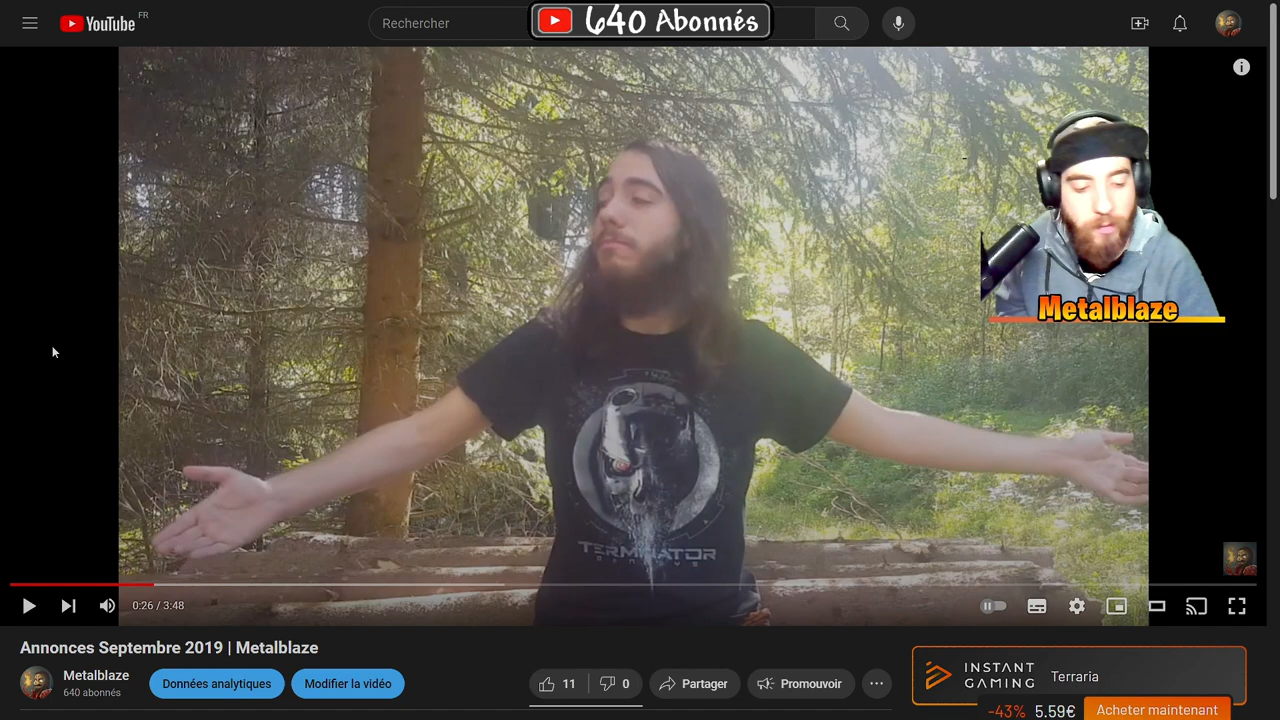 YouTube FR
Rechercher
640 Abonnés
Metalblaze
TERMINATOR
0:26 / 3:48
Annonces Septembre 2019 | Metalblaze
Metalblaze
640 abonnés
Données analytiques
Modifier la vidéo
11
0
Partager
Promouvoir
INSTANT
GAMING
Terraria
-43%
5.59€
Acheter maintenant